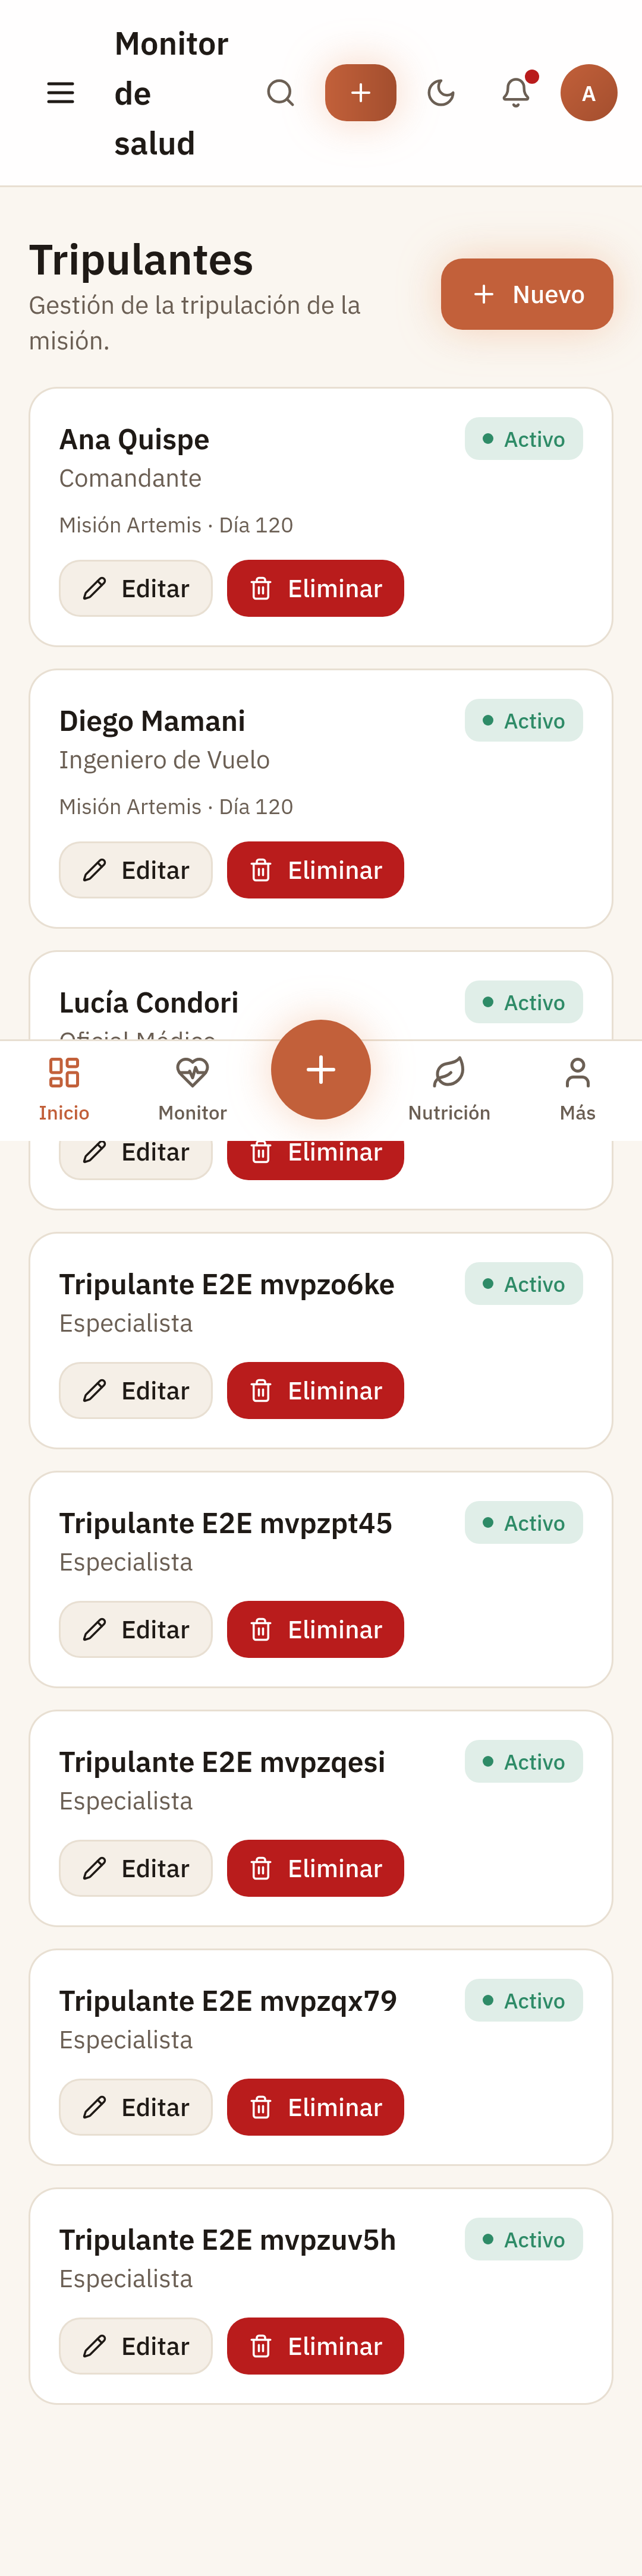 Monitor
de
salud
A
Tripulantes
Gestión de la tripulación de la
misión.
Nuevo
Ana Quispe
Activo
Comandante
Misión Artemis · Día 120
Editar
Eliminar
Diego Mamani
Activo
Ingeniero de Vuelo
Misión Artemis · Día 120
Editar
Eliminar
Lucía Condori
Activo
Oficial Médico
Inicio
Monitor
Nutrición
Más
Editar
Eliminar
Tripulante E2E mvpzo6ke
Activo
Especialista
Editar
Eliminar
Tripulante E2E mvpzpt45
Activo
Especialista
Editar
Eliminar
Tripulante E2E mvpzqesi
Activo
Especialista
Editar
Eliminar
Tripulante E2E mvpzqx79
Activo
Especialista
Editar
Eliminar
Tripulante E2E mvpzuv5h
Activo
Especialista
Editar
Eliminar